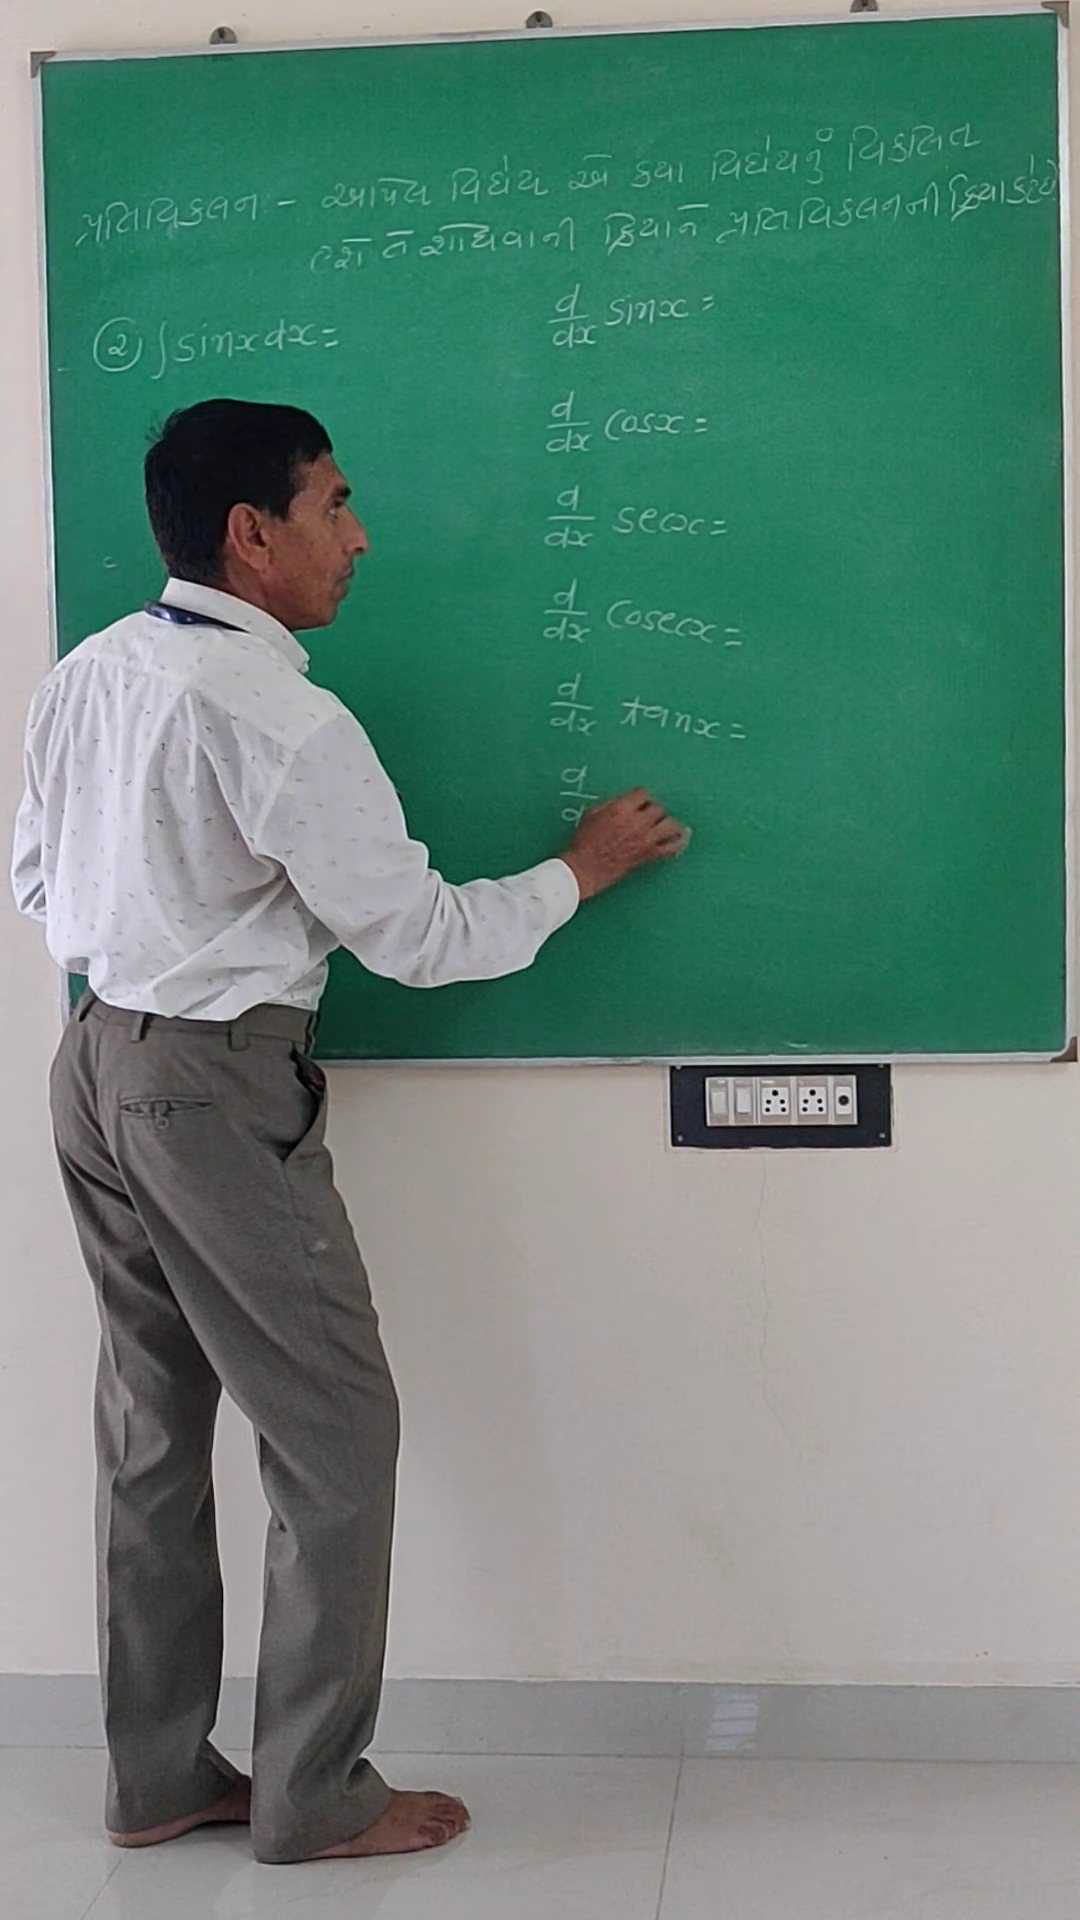 પ્રતિવિકલન :- આપેલ વિધેય એ કયા વિધેયનું વિકલિત
હશે તે શોધવાની ક્રિયાને પ્રતિવિકલનની ક્રિયા કહે છે.
② ∫ sinx dx =
d/dx sinx =
d/dx cosx =
d/dx secx =
d/dx cosecx =
d/dx tanx =
d